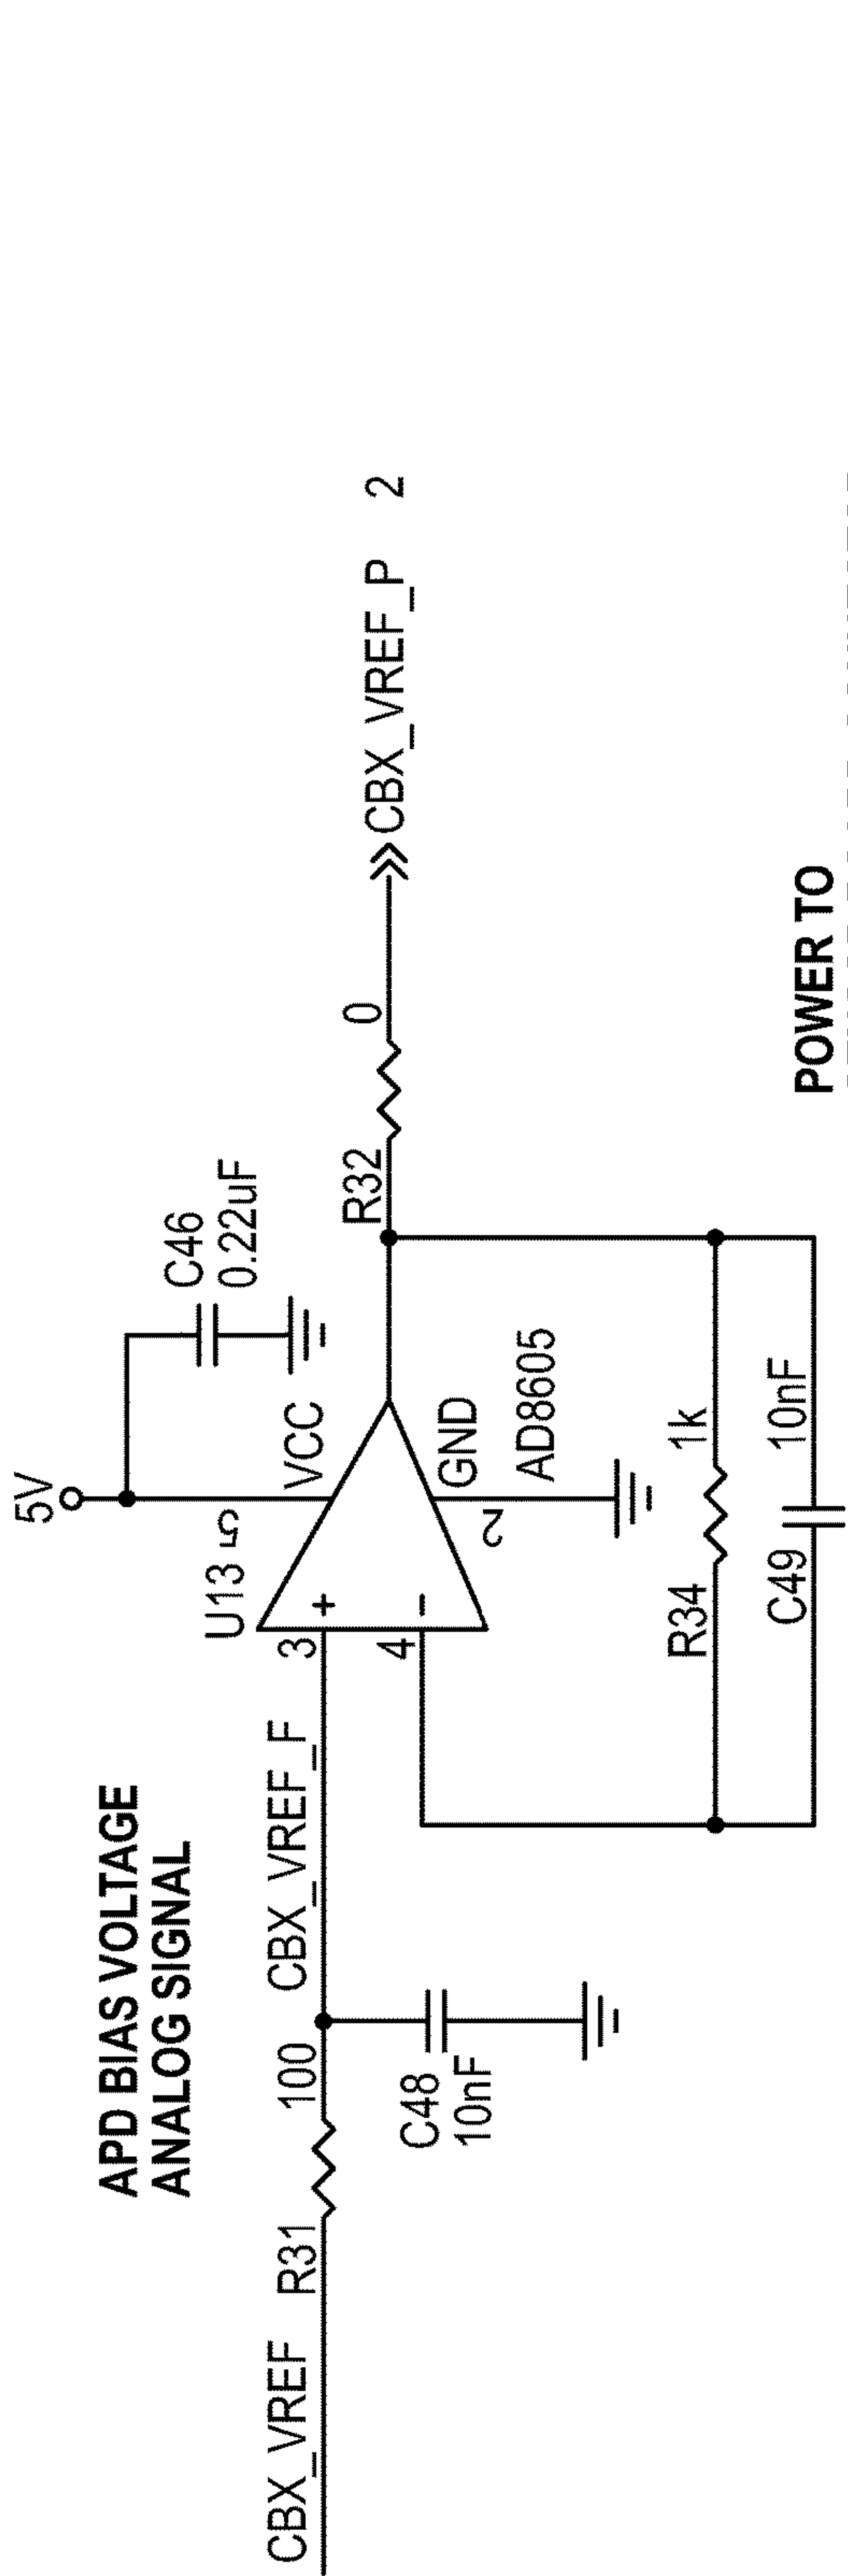 APD BIAS VOLTAGE
ANALOG SIGNAL
5V
C46
0.22uF
U13
5
VCC
CBX_VREF
R31
100
CBX_VREF_F
3
+
4
-
GND
2
AD8605
R32
0
CBX_VREF_P
2
C48
10nF
R34
1k
C49
10nF
POWER TO